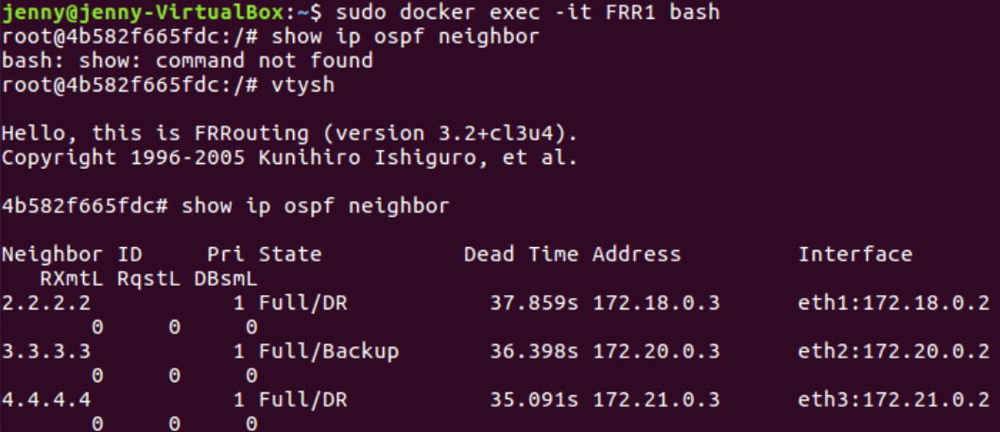 jenny@jenny-VirtualBox:~$ sudo docker exec -it FRR1 bash
root@4b582f665fdc:/# show ip ospf neighbor
bash: show: command not found
root@4b582f665fdc:/# vtysh
Hello, this is FRRouting (version 3.2+cl3u4).
Copyright 1996-2005 Kunihiro Ishiguro, et al.
4b582f665fdc# show ip ospf neighbor
Neighbor ID     Pri State           Dead Time Address         Interface
   RXmtL RqstL DBsmL
2.2.2.2           1 Full/DR           37.859s 172.18.0.3      eth1:172.18.0.2
       0     0     0
3.3.3.3           1 Full/Backup       36.398s 172.20.0.3      eth2:172.20.0.2
       0     0     0
4.4.4.4           1 Full/DR           35.091s 172.21.0.3      eth3:172.21.0.2
       0     0     0